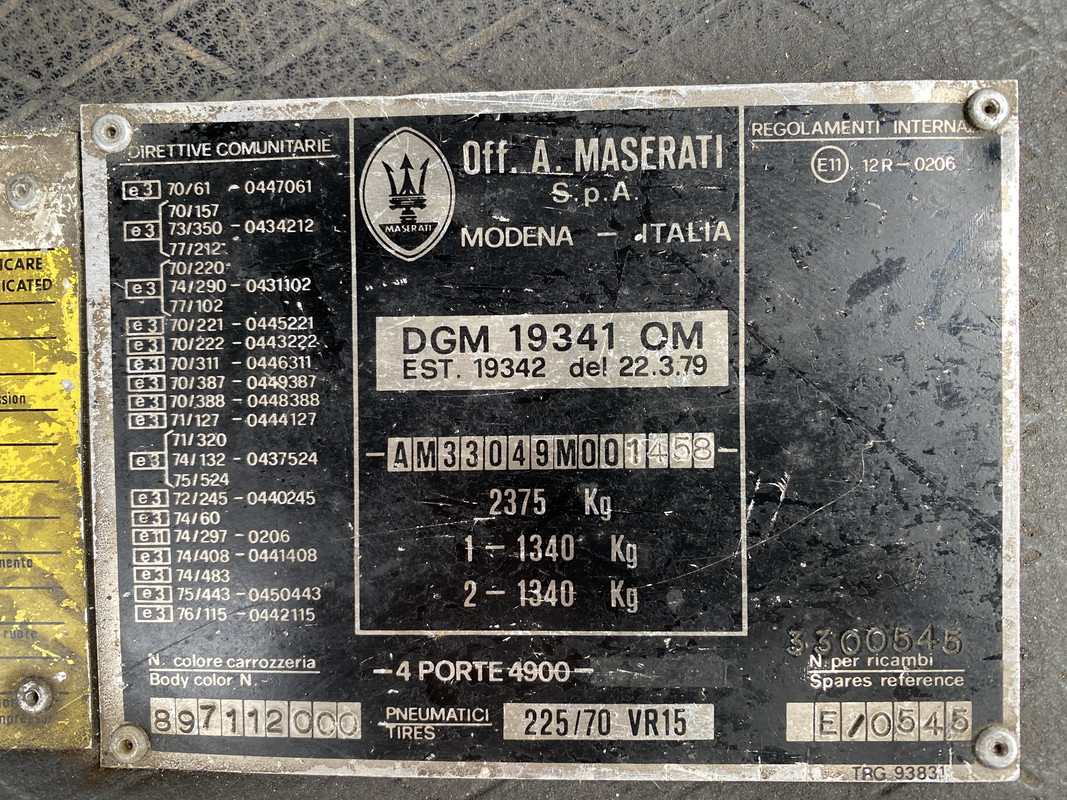 ICARE
ICATED
ssion
mento
ruote
DIRETTIVE COMUNITARIE
e3 70/61 - 0447061
70/157
e3 73/350 - 0434212
77/212
70/220
e3 74/290 - 0431102
77/102
e3 70/221 - 0445221
e3 70/222 - 0443222
e3 70/311 - 0446311
e3 70/387 - 0449387
e3 70/388 - 0448388
e3 71/127 - 0444127
71/320
e3 74/132 - 0437524
75/524
e3 72/245 - 0440245
e3 74/60
e11 74/297 - 0206
e3 74/408 - 0441408
e3 74/483
e3 75/443 - 0450443
e3 76/115 - 0442115
N. colore carrozzeria
Body color N.
897112000
MASERATI
Off. A. MASERATI
S.p.A.
MODENA - ITALIA
DGM 19341 OM
EST. 19342 del 22.3.79
- AM33049M001458 -
2375 Kg
1 - 1340 Kg
2 - 1340 Kg
- 4 PORTE 4900 -
PNEUMATICI
TIRES
225/70 VR15
REGOLAMENTI INTERNA
E11 12R - 0206
3300545
N. per ricambi
Spares reference
E/0545
TRG 93831